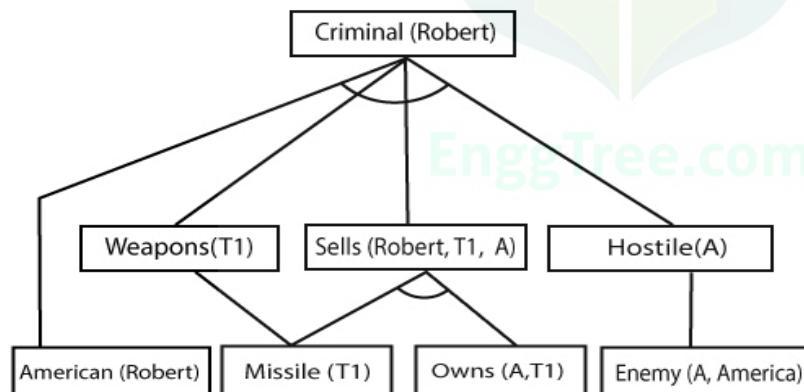 Criminal (Robert)
EnggTree.com
Weapons(T1)
Sells (Robert, T1, A)
Hostile(A)
American (Robert)
Missile (T1)
Owns (A,T1)
Enemy (A, America)